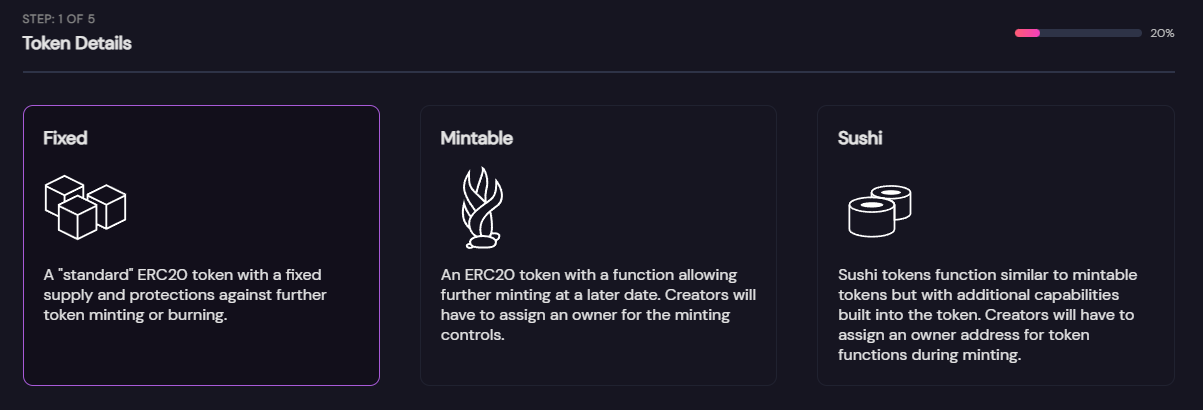 STEP: 1 OF 5
Token Details
20%
Fixed
A "standard" ERC20 token with a fixed
supply and protections against further
token minting or burning.
Mintable
An ERC20 token with a function allowing
further minting at a later date. Creators will
have to assign an owner for the minting
controls.
Sushi
Sushi tokens function similar to mintable
tokens but with additional capabilities
built into the token. Creators will have to
assign an owner address for token
functions during minting.